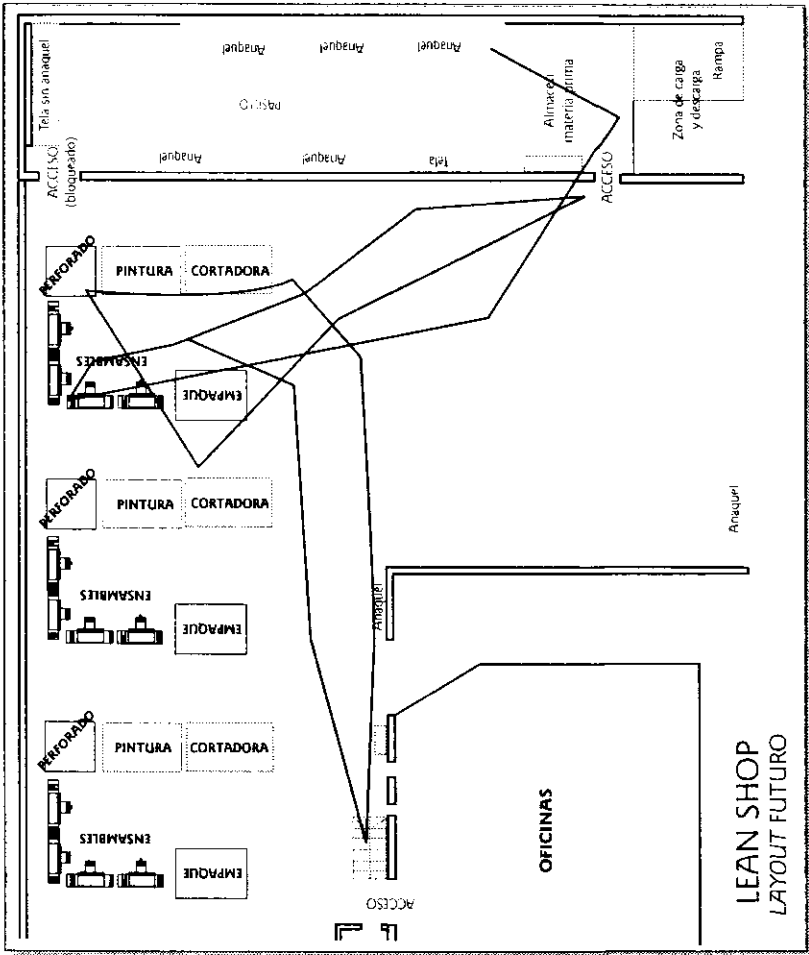 Tela sin anaquel
Anaquel
Anaquel
Anaquel
PASILLO
Almacén
materia prima
Zona de carga
y descarga
Rampa
ACCESO
(bloqueado)
Anaquel
Anaquel
Tela
ACCESO
PERFORADO
PINTURA
CORTADORA
ENSAMBLES
EMPAQUE
PERFORADO
PINTURA
CORTADORA
ENSAMBLES
EMPAQUE
Anaquel
Anaquel
PERFORADO
PINTURA
CORTADORA
ENSAMBLES
EMPAQUE
ACCESO
OFICINAS
LEAN SHOP
LAYOUT FUTURO